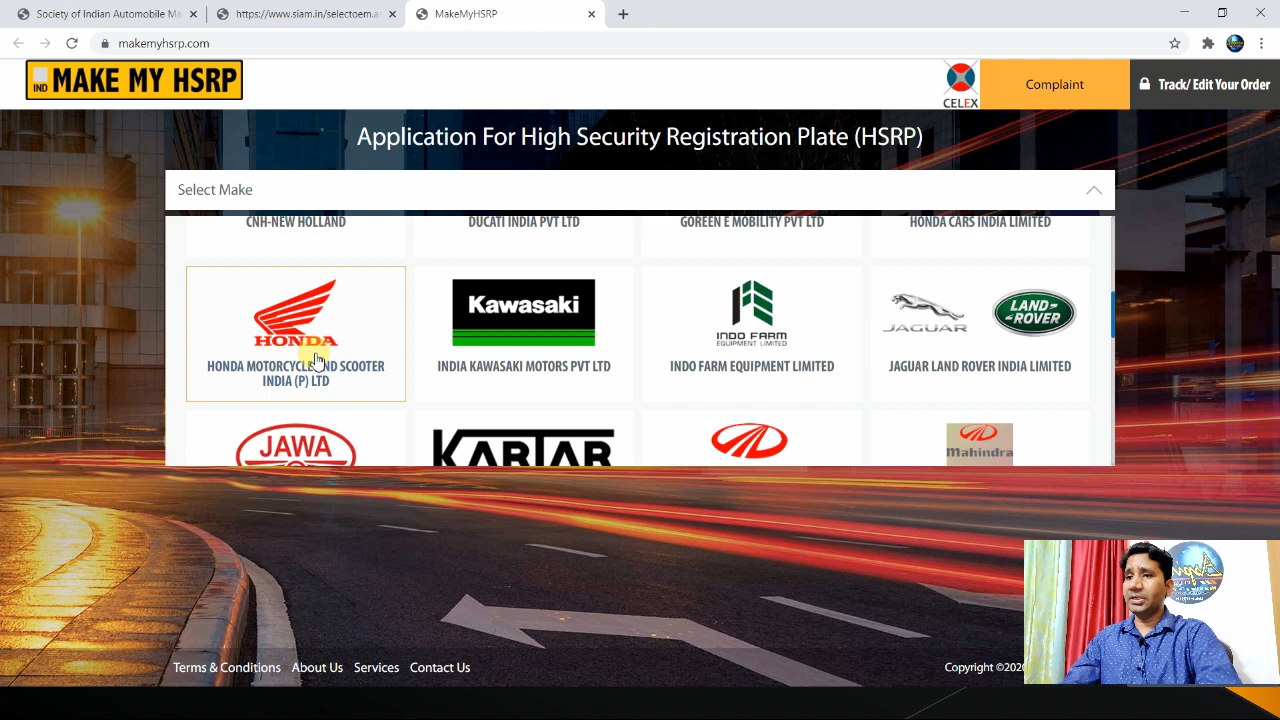 Society of Indian Automobile Ma
https://www.siam.in/selectoem.a
MakeMyHSRP
makemyhsrp.com
IND MAKE MY HSRP
CELEX
Complaint
Track/ Edit Your Order
Application For High Security Registration Plate (HSRP)
Select Make
CNH-NEW HOLLAND
DUCATI INDIA PVT LTD
GOREEN E MOBILITY PVT LTD
HONDA CARS INDIA LIMITED
HONDA
HONDA MOTORCYCLE AND SCOOTER
INDIA (P) LTD
Kawasaki
INDIA KAWASAKI MOTORS PVT LTD
INDO FARM
EQUIPMENT LIMITED
INDO FARM EQUIPMENT LIMITED
JAGUAR
LAND
ROVER
JAGUAR LAND ROVER INDIA LIMITED
JAWA
KARTAR
Mahindra
Terms & Conditions About Us Services Contact Us
Copyright ©2020